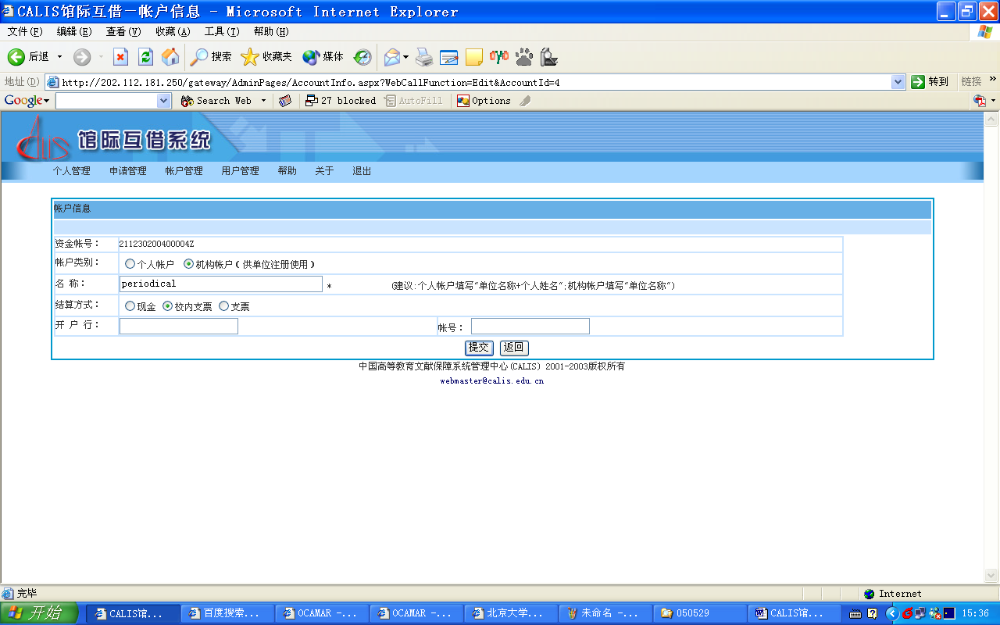 CALIS馆际互借－帐户信息 - Microsoft Internet Explorer
文件(F) 编辑(E) 查看(V) 收藏(A) 工具(T) 帮助(H)
后退 搜索 收藏夹 媒体
地址(D) http://202.112.181.250/gateway/AdminPages/AccountInfo.aspx?WebCallFunction=Edit&AccountId=4 转到 链接 »
Google Search Web 27 blocked AutoFill Options
CALIS 馆际互借系统
个人管理 申请管理 帐户管理 用户管理 帮助 关于 退出
帐户信息
资金帐号： 21123020040004Z
帐户类别： 个人帐户 机构帐户(供单位注册使用)
名 称： periodical * (建议:个人帐户填写"单位名称+个人姓名";机构帐户填写"单位名称")
结算方式： 现金 校内支票 支票
开 户 行： 帐号：
提交 返回
中国高等教育文献保障系统管理中心(CALIS) 2001-2003版权所有
webmaster@calis.edu.cn
完毕 Internet
开始 CALIS馆... 百度搜索... OCAMAR -... OCAMAR -... 北京大学... 未命名 -... 050529 CALIS馆... 15:36